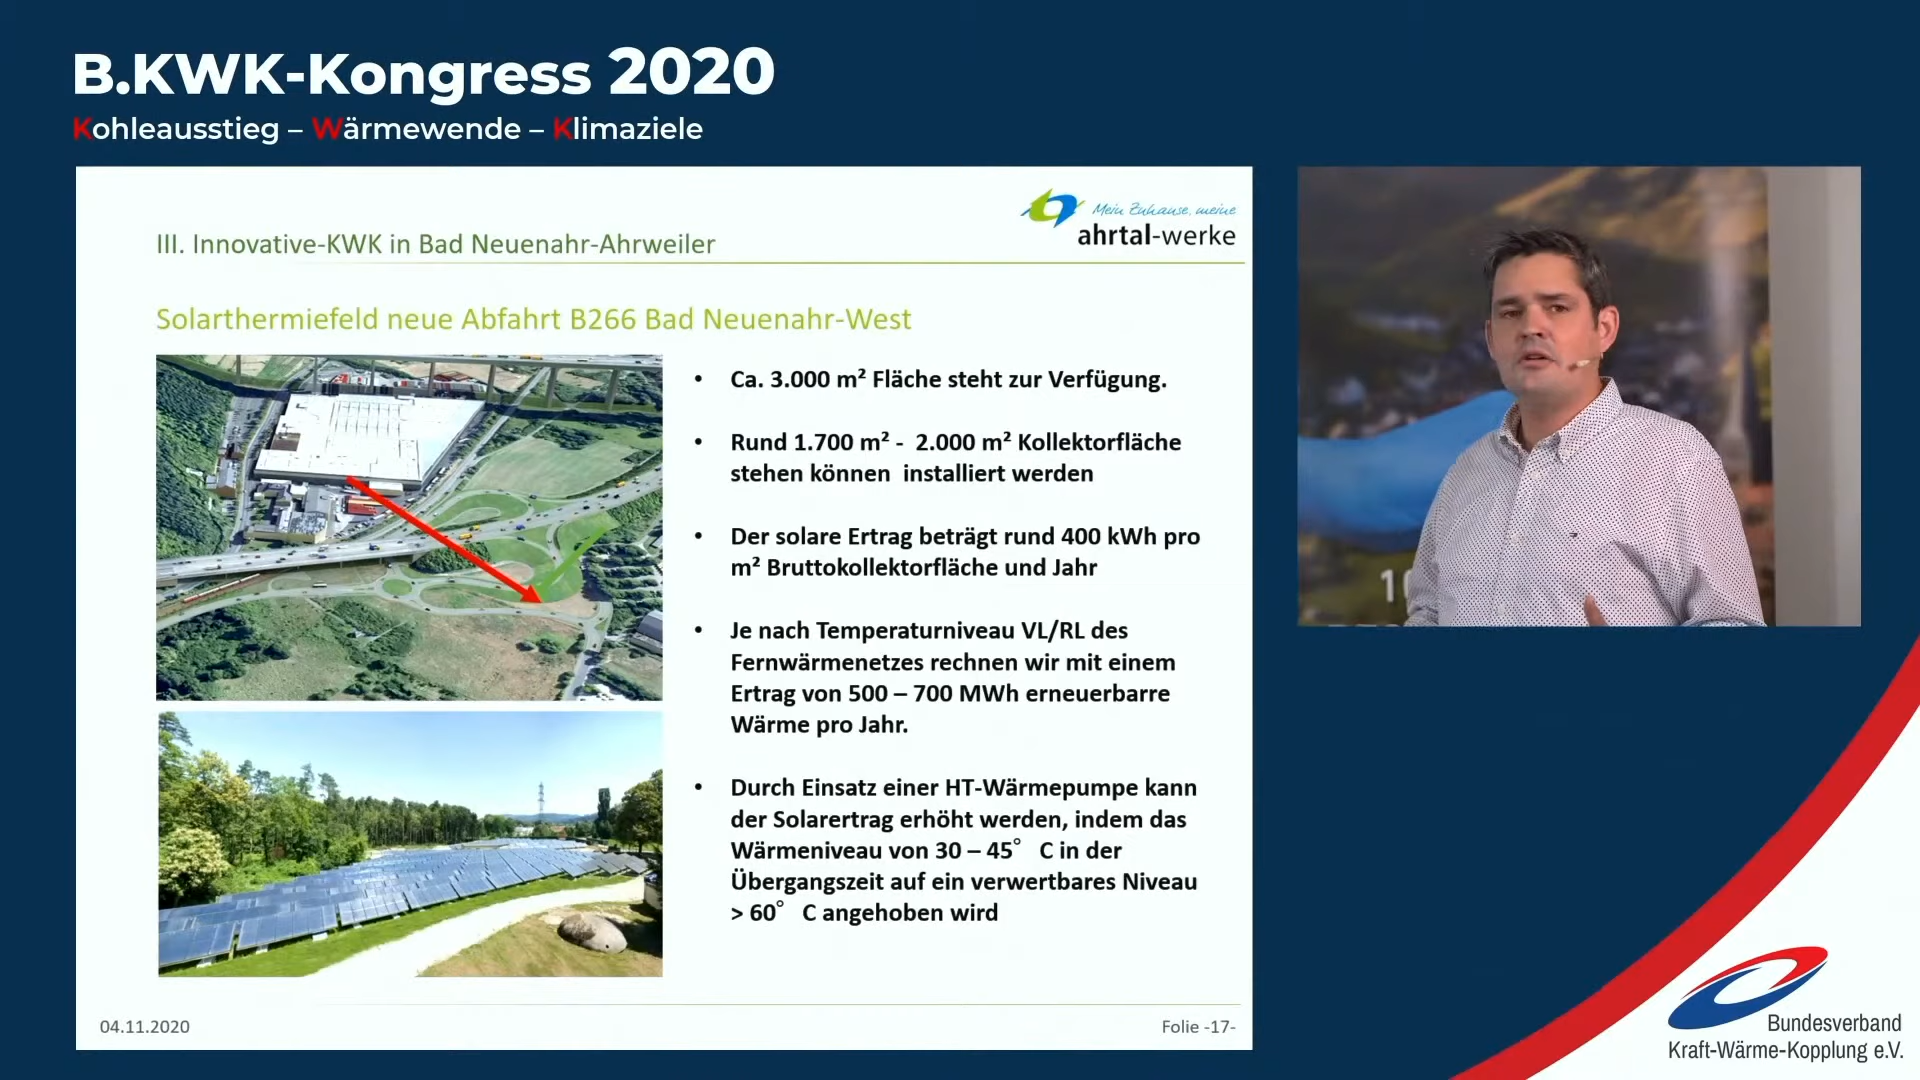 B.KWK-Kongress 2020
Kohleausstieg – Wärmewende – Klimaziele
Mein Zuhause, meine
ahrtal-werke
III. Innovative-KWK in Bad Neuenahr-Ahrweiler
Solarthermiefeld neue Abfahrt B266 Bad Neuenahr-West
• Ca. 3.000 m² Fläche steht zur Verfügung.
• Rund 1.700 m² - 2.000 m² Kollektorfläche
stehen können installiert werden
• Der solare Ertrag beträgt rund 400 kWh pro
m² Bruttokollektorfläche und Jahr
• Je nach Temperaturniveau VL/RL des
Fernwärmenetzes rechnen wir mit einem
Ertrag von 500 – 700 MWh erneuerbarre
Wärme pro Jahr.
• Durch Einsatz einer HT-Wärmepumpe kann
der Solarertrag erhöht werden, indem das
Wärmeniveau von 30 – 45° C in der
Übergangszeit auf ein verwertbares Niveau
> 60° C angehoben wird
04.11.2020
Folie -17-
Bundesverband
Kraft-Wärme-Kopplung e.V.